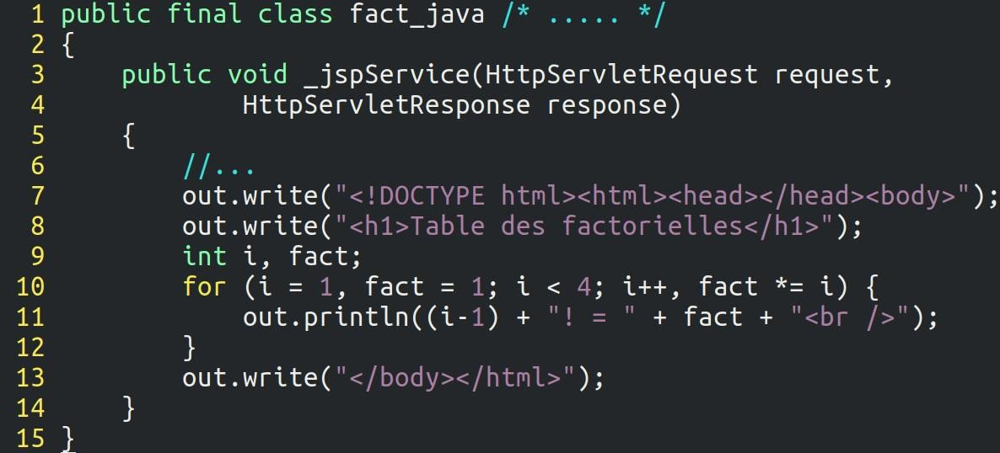 1 public final class fact_java /* ..... */
2 {
3     public void _jspService(HttpServletRequest request,
4             HttpServletResponse response)
5     {
6         //...
7         out.write("<!DOCTYPE html><html><head></head><body>");
8         out.write("<h1>Table des factorielles</h1>");
9         int i, fact;
10         for (i = 1, fact = 1; i < 4; i++, fact *= i) {
11             out.println((i-1) + "! = " + fact + "<br />");
12         }
13         out.write("</body></html>");
14     }
15 }